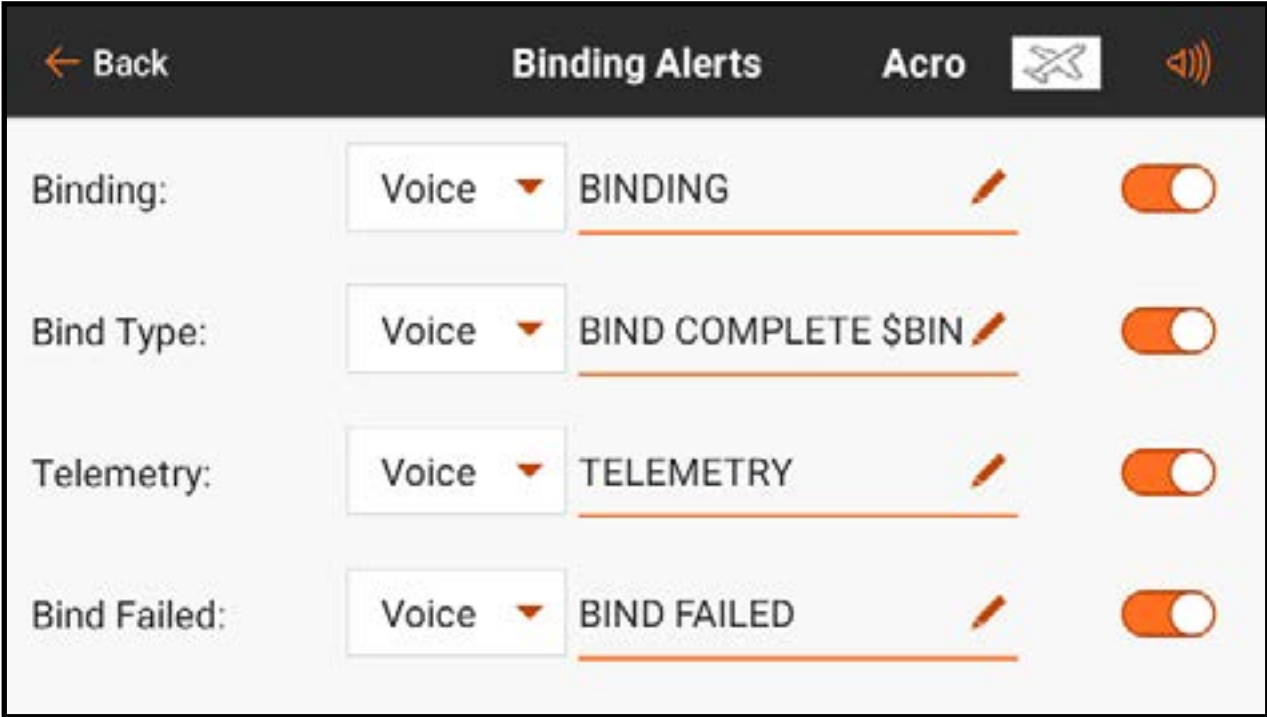 Back Binding Alerts Acro
Binding: Voice BINDING
Bind Type: Voice BIND COMPLETE $BIN
Telemetry: Voice TELEMETRY
Bind Failed: Voice BIND FAILED